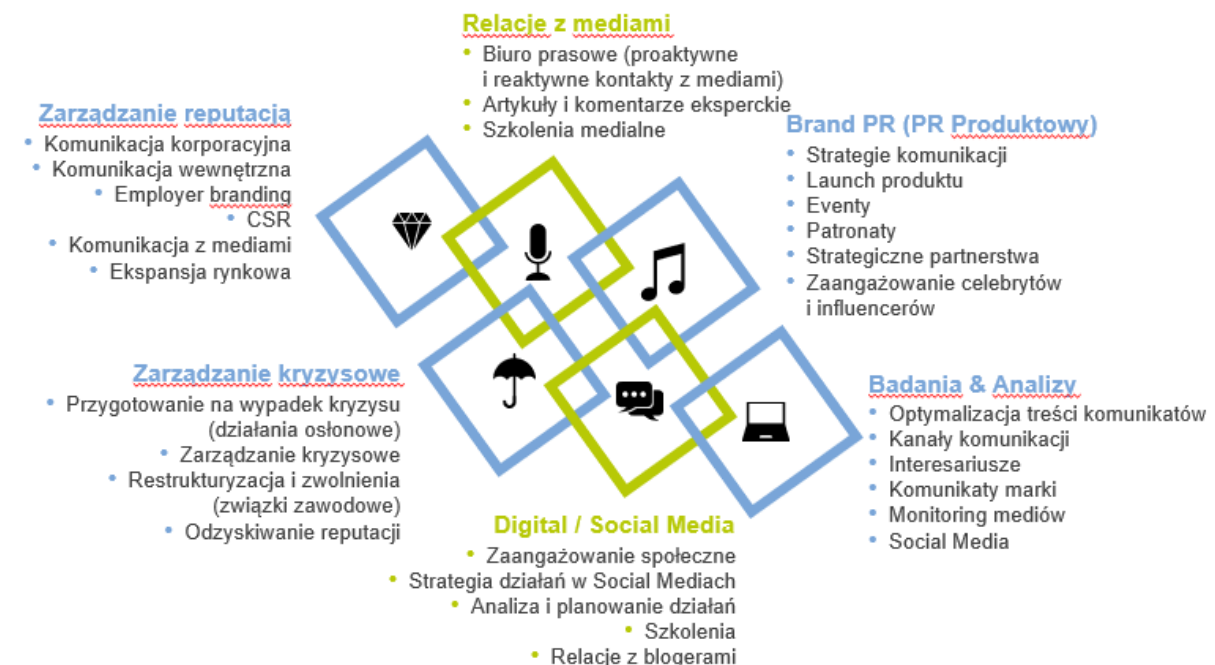 Relacje z mediami
• Biuro prasowe (proaktywne
i reaktywne kontakty z mediami)
• Artykuły i komentarze eksperckie
• Szkolenia medialne
Zarządzanie reputacją
• Komunikacja korporacyjna
• Komunikacja wewnętrzna
• Employer branding
• CSR
• Komunikacja z mediami
• Ekspansja rynkowa
Brand PR (PR Produktowy)
• Strategie komunikacji
• Launch produktu
• Eventy
• Patronaty
• Strategiczne partnerstwa
• Zaangażowanie celebrytów
i influencerów
Zarządzanie kryzysowe
• Przygotowanie na wypadek kryzysu
(działania osłonowe)
• Zarządzanie kryzysowe
• Restrukturyzacja i zwolnienia
(związki zawodowe)
• Odzyskiwanie reputacji
Badania & Analizy
• Optymalizacja treści komunikatów
• Kanały komunikacji
• Interesariusze
• Komunikaty marki
• Monitoring mediów
• Social Media
Digital / Social Media
• Zaangażowanie społeczne
• Strategia działań w Social Mediach
• Analiza i planowanie działań
• Szkolenia
• Relacje z blogerami